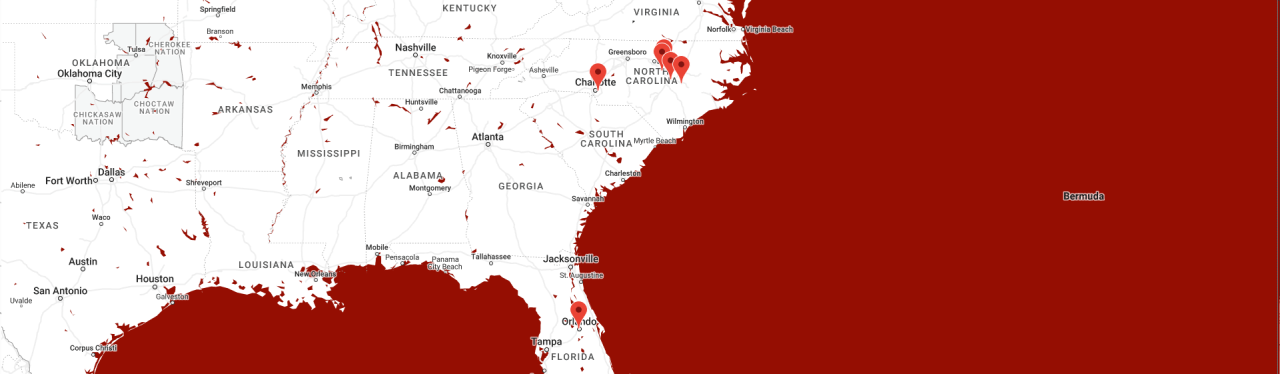 KENTUCKY
VIRGINIA
Springfield
Branson
Norfolk
Virginia Beach
Tulsa
CHEROKEE
NATION
Nashville
Knoxville
Greensboro
OKLAHOMA
Oklahoma City
TENNESSEE
Pigeon Forge
Asheville
NORTH
CAROLINA
Charlotte
Memphis
Chattanooga
CHOCTAW
NATION
ARKANSAS
Huntsville
CHICKASAW
NATION
Wilmington
Atlanta
SOUTH
CAROLINA
Myrtle Beach
MISSISSIPPI
Birmingham
Dallas
Fort Worth
Abilene
Shreveport
ALABAMA
Montgomery
GEORGIA
Charleston
Savannah
Bermuda
Waco
TEXAS
Mobile
Pensacola
Tallahassee
Panama
City Beach
Jacksonville
Austin
LOUISIANA
New Orleans
St. Augustine
Houston
Galveston
San Antonio
Uvalde
Orlando
Corpus Christi
Tampa
FLORIDA